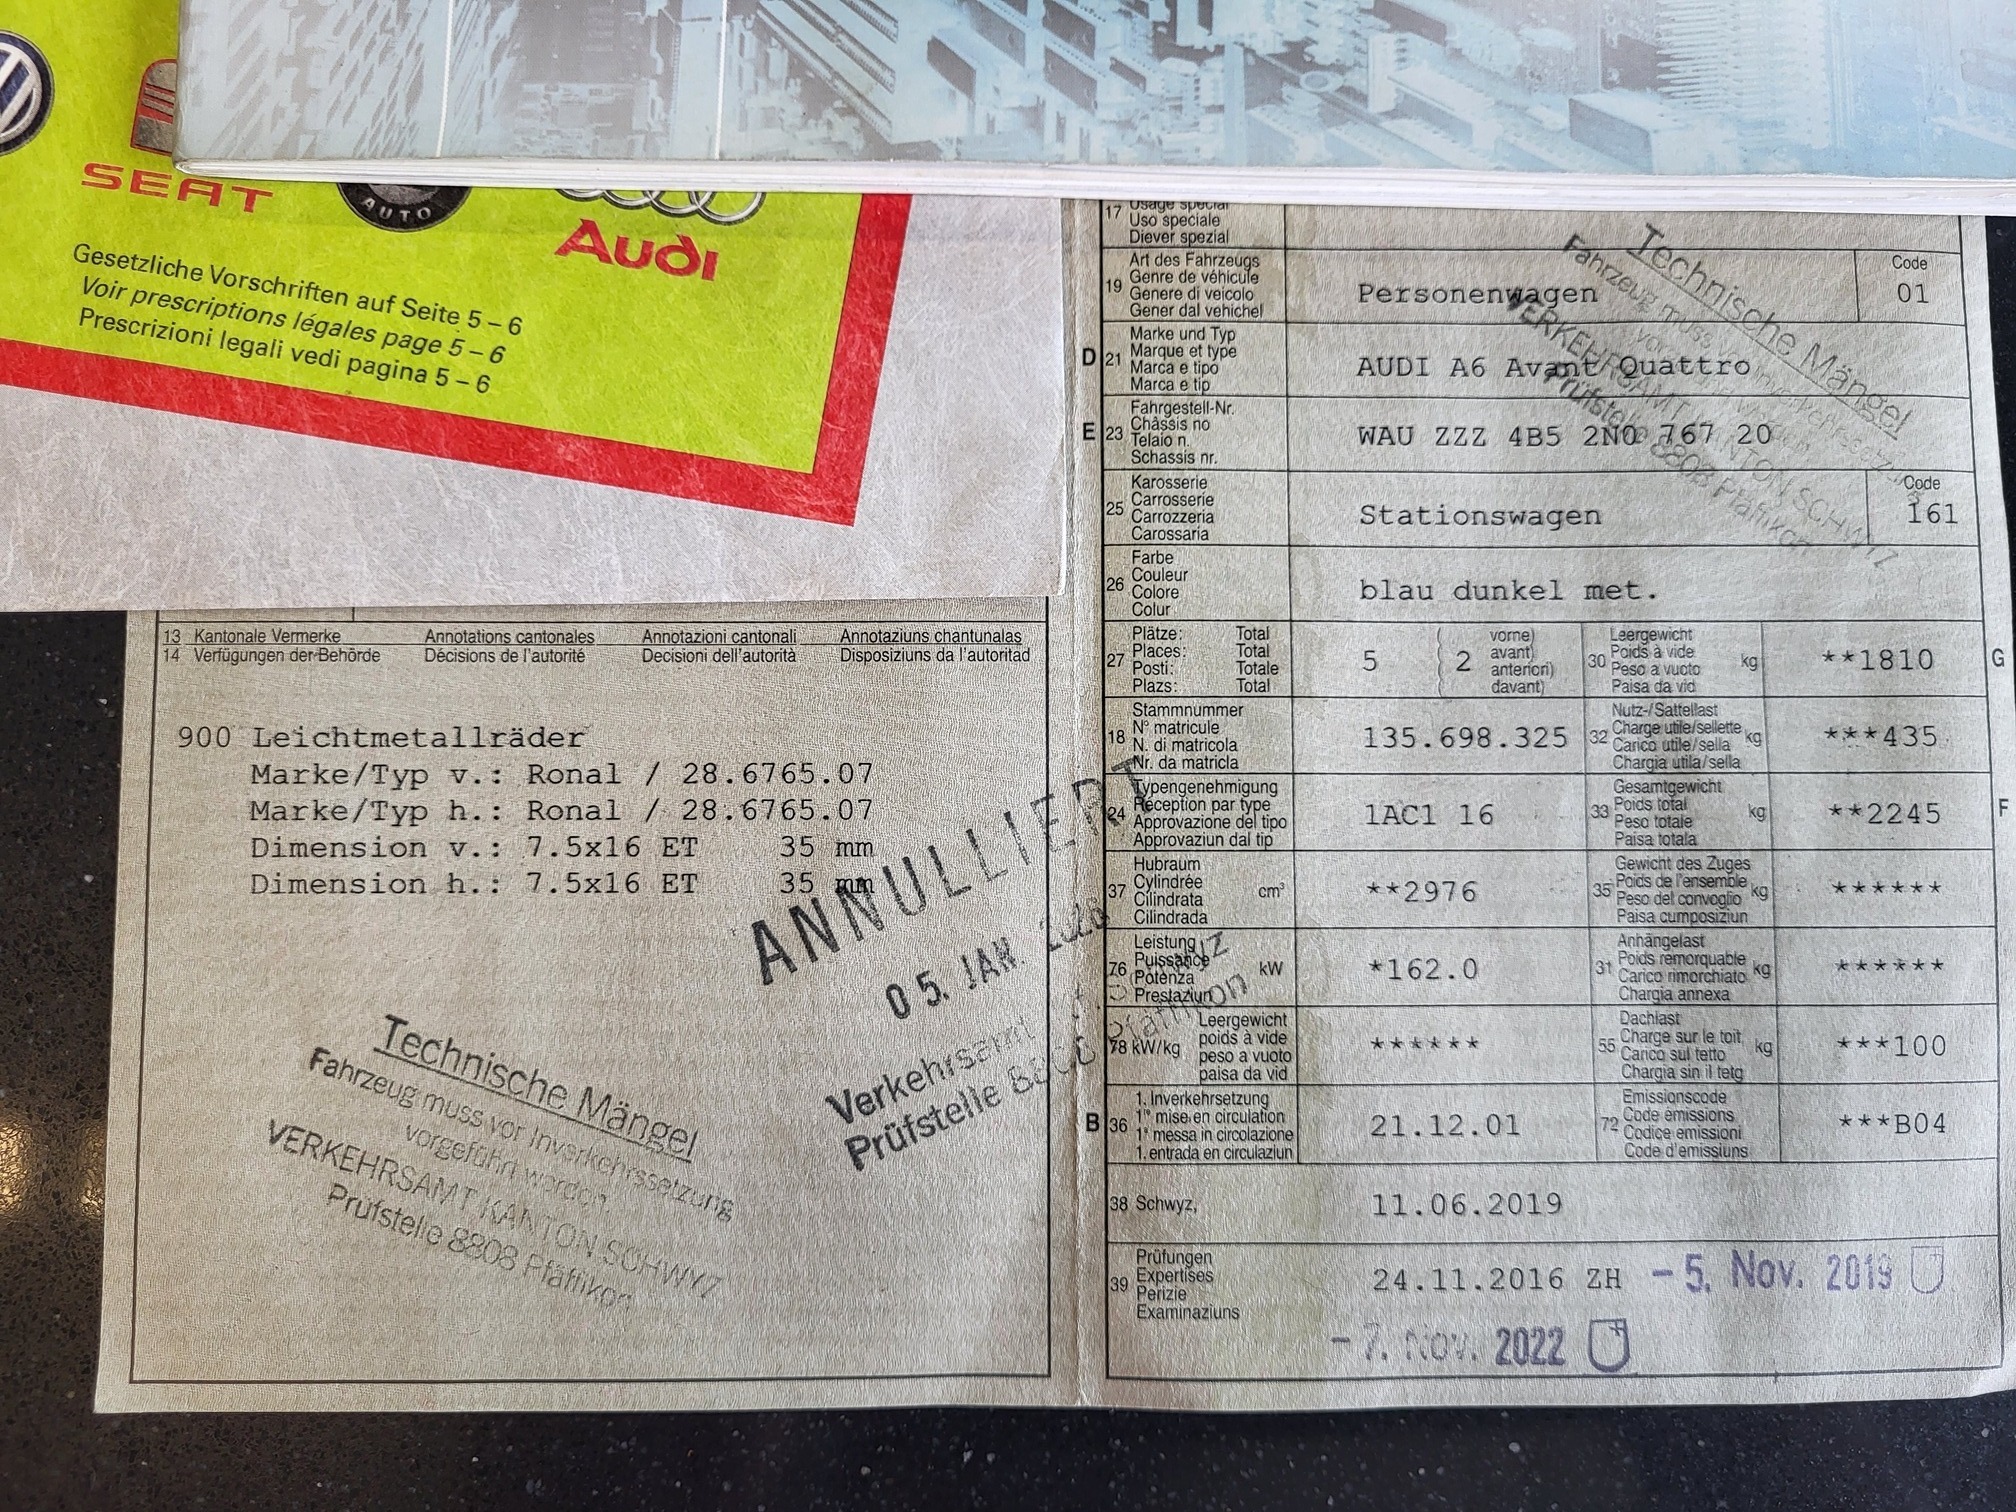 SEAT
AUTO
Audi
Gesetzliche Vorschriften auf Seite 5 – 6
Voir prescriptions légales page 5 – 6
Prescrizioni legali vedi pagina 5 – 6
13 Kantonale Vermerke Annotations cantonales Annotazioni cantonali Annotaziuns chantunalas
14 Verfügungen der Behörde Décisions de l'autorité Decisioni dell'autorità Disposiziuns da l'autoritad
900 Leichtmetallräder
Marke/Typ v.: Ronal / 28.6765.07
Marke/Typ h.: Ronal / 28.6765.07
Dimension v.: 7.5x16 ET 35 mm
Dimension h.: 7.5x16 ET 35 mm
ANNULLIERT
05. JAN.
Verkehrsamt Schwyz
Prüfstelle 8808 Pfäffikon
Technische Mängel
Fahrzeug muss vor Inverkehrssetzung
vorgeführt werden.
VERKEHRSAMT KANTON SCHWYZ
Prüfstelle 8808 Pfäffikon
17 Usage spécial
Uso speciale
Diever spezial
19 Art des Fahrzeugs
Genre de véhicule
Genere di veicolo
Gener dal vehichel
Personenwagen
Code
01
D 21 Marke und Typ
Marque et type
Marca e tipo
Marca e tip
AUDI A6 Avant Quattro
E 23 Fahrgestell-Nr.
Châssis no
Telaio n.
Schassis nr.
WAU ZZZ 4B5 2N0 767 20
25 Karosserie
Carrosserie
Carrozzeria
Carossaria
Stationswagen
Code
161
26 Farbe
Couleur
Colore
Colur
blau dunkel met.
Technische Mängel
Fahrzeug muss vor Inverkehrssetzung
VERKEHRSAMT KANTON SCHWYZ
Prüfstelle 8808 Pfäffikon
27 Plätze: Total
Places: Total
Posti: Totale
Plazs: Total
5 ( 2 vorne)
avant)
anteriori)
davant)
30 Leergewicht
Poids à vide
Peso a vuoto
Paisa da vid
kg **1810 G
18 Stammnummer
N° matricule
N. di matricola
Nr. da matricla
135.698.325
32 Nutz-/Sattellast
Charge utile/sellette
Carico utile/sella
Chargia utila/sella
kg ***435
24 Typengenehmigung
Réception par type
Approvazione del tipo
Approvaziun dal tip
1AC1 16
33 Gesamtgewicht
Poids total
Peso totale
Paisa totala
kg **2245 F
37 Hubraum
Cylindrée
Cilindrata
Cilindrada
cm³ **2976
35 Gewicht des Zuges
Poids de l'ensemble
Peso del convoglio
Paisa cumposiziun
kg ******
76 Leistung
Puissance
Potenza
Prestaziun
kW *162.0
31 Anhängelast
Poids remorquable
Carico rimorchiato
Chargia annexa
kg ******
78 kW/kg Leergewicht
poids à vide
peso a vuoto
paisa da vid
******
55 Dachlast
Charge sur le toit
Carico sul tetto
Chargia sin il tetg
kg ***100
B 36 1. Inverkehrsetzung
1re mise en circulation
1a messa in circolazione
1. entrada en circulaziun
21.12.01
72 Emissionscode
Code émissions
Codice emissioni
Code d'emissiuns
***B04
38 Schwyz, 11.06.2019
39 Prüfungen
Expertises
Perizie
Examinaziuns
24.11.2016 ZH – 5. Nov. 2019
– 7. Nov. 2022